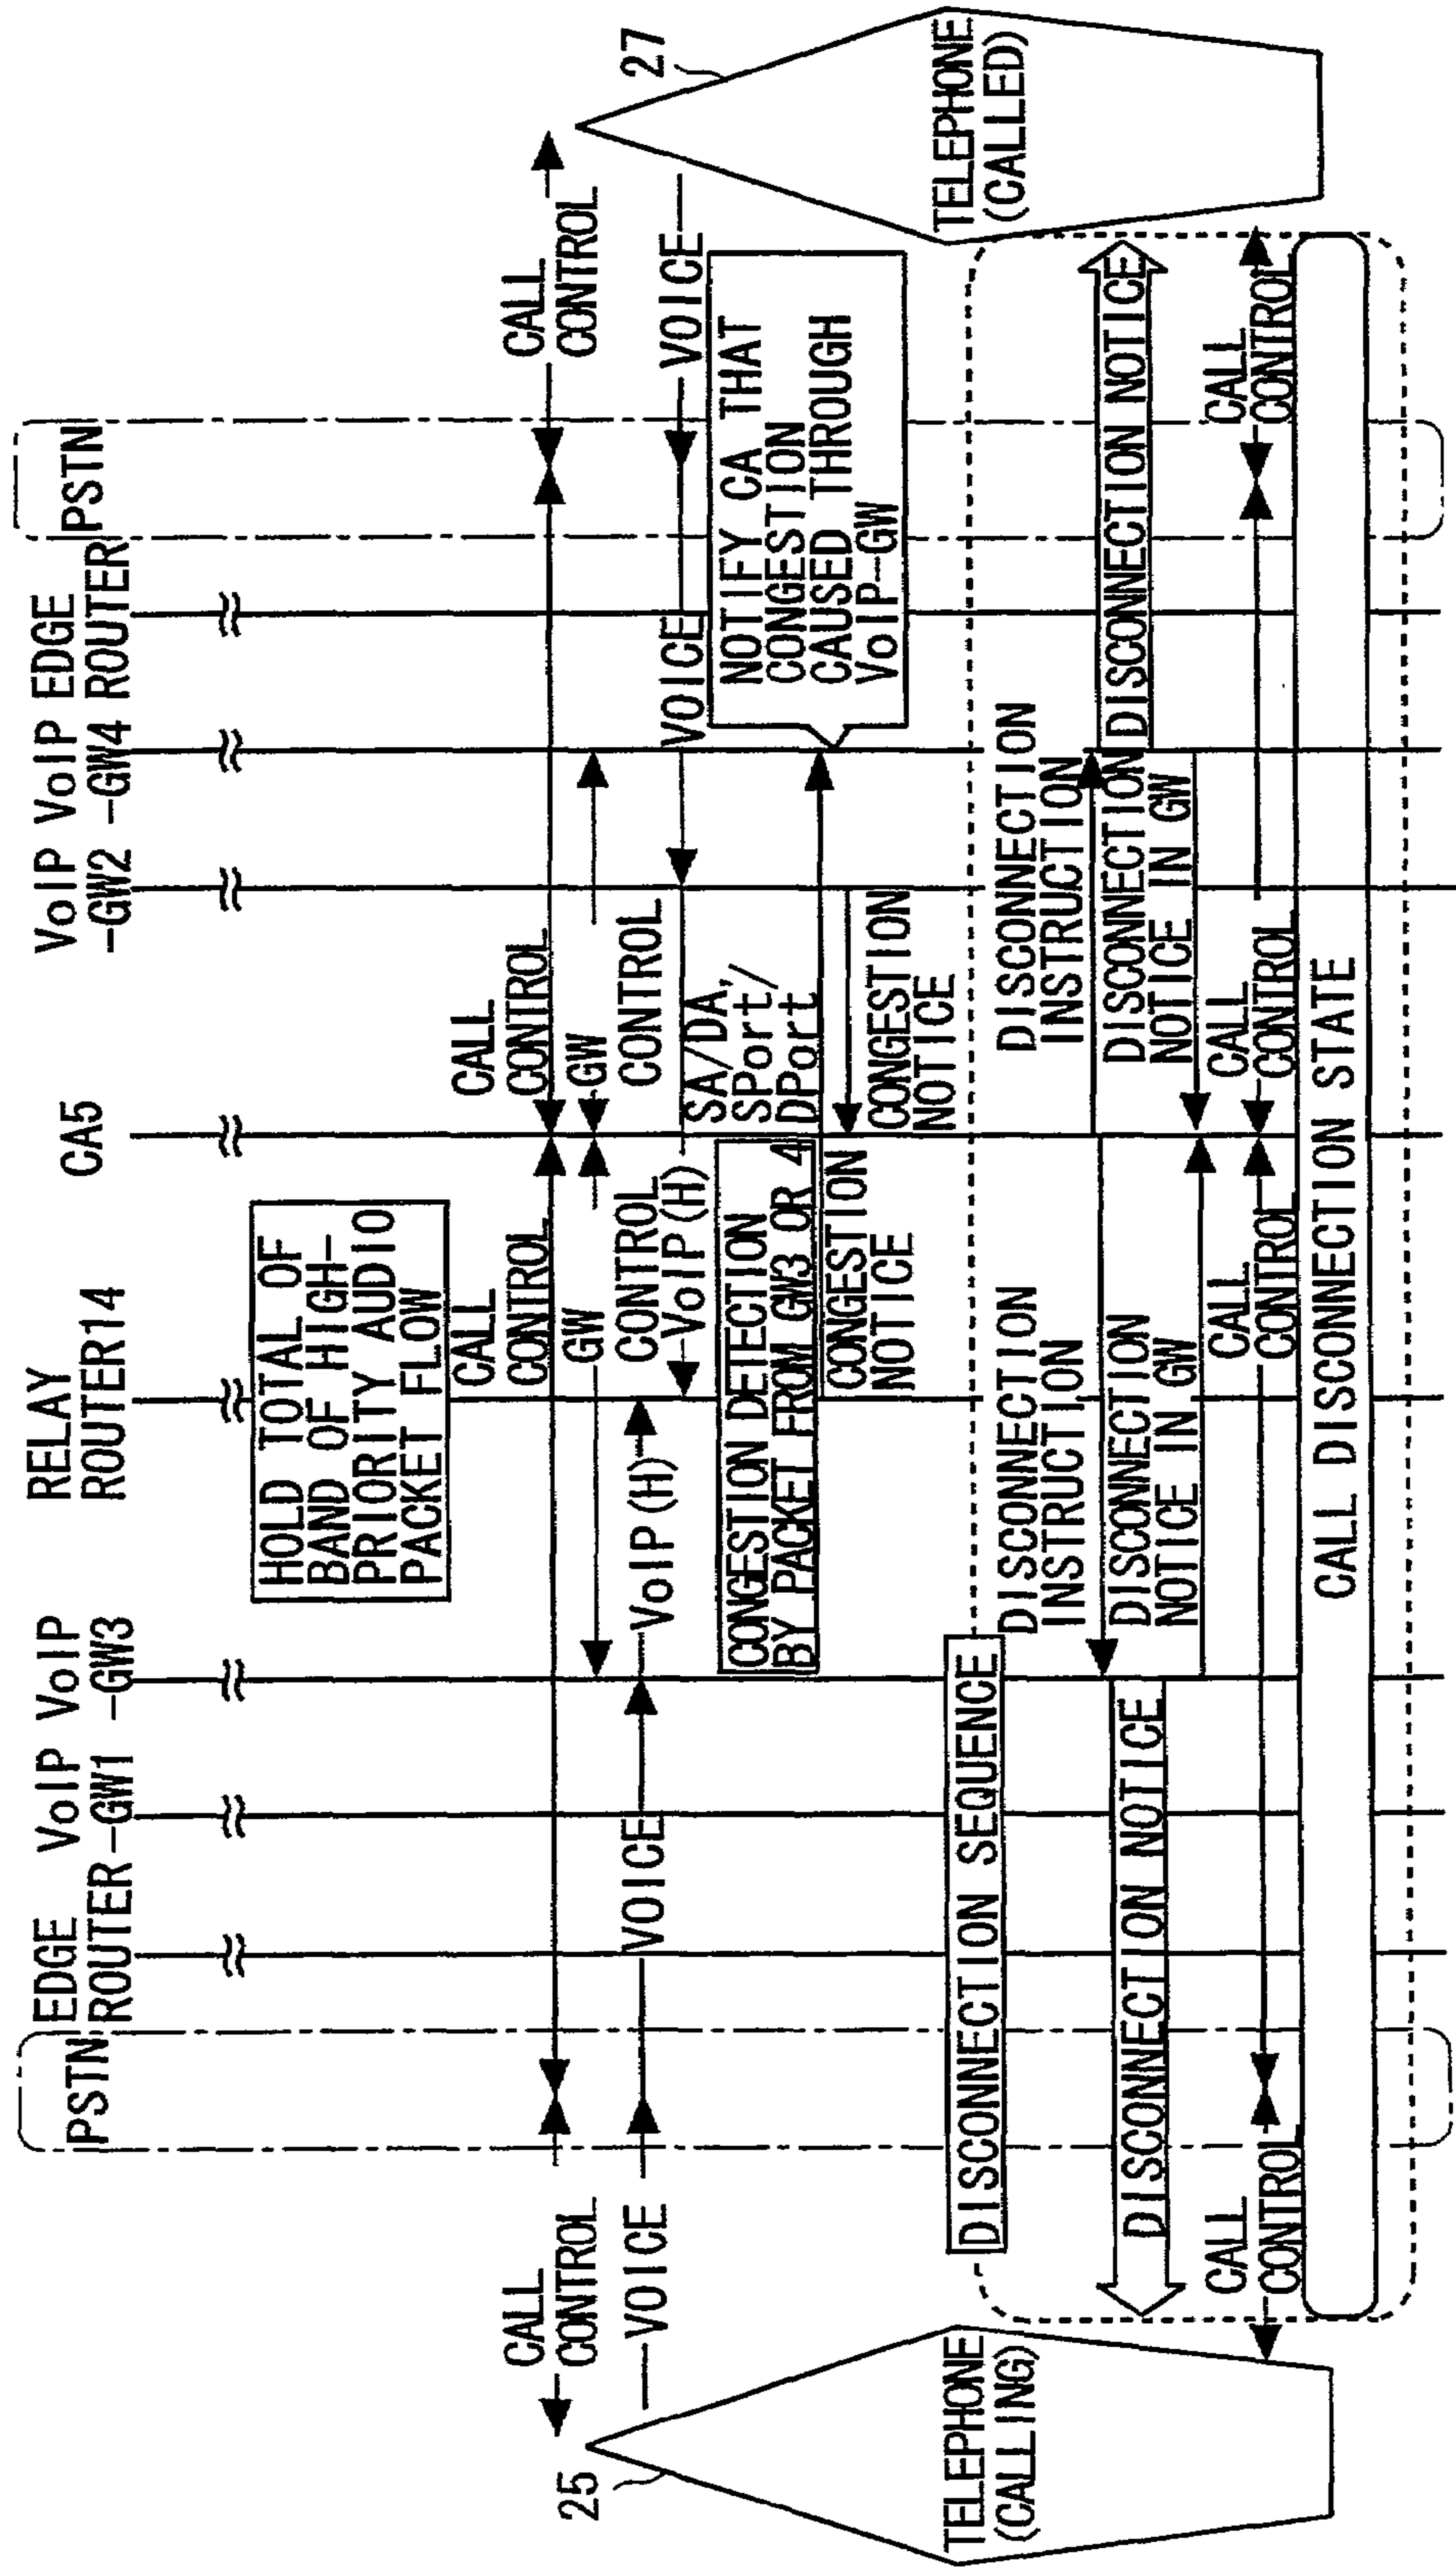 PSTN
EDGE
ROUTER
VoIP
-GW1
VoIP
-GW3
RELAY
ROUTER14
CA5
VoIP
-GW2
VoIP
-GW4
EDGE
ROUTER
PSTN
HOLD TOTAL OF
BAND OF HIGH-
PRIORITY AUDIO
PACKET FLOW
CALL
CONTROL
CALL
CONTROL
CALL
CONTROL
CALL
CONTROL
25
27
GW
CONTROL
GW
CONTROL
VOICE
VOICE
VoIP(H)
VoIP(H)
VOICE
VOICE
SA/DA,
SPort/
DPort
CONGESTION DETECTION
BY PACKET FROM GW3 OR 4
NOTIFY CA THAT
CONGESTION
CAUSED THROUGH
VoIP-GW
CONGESTION
NOTICE
CONGESTION
NOTICE
TELEPHONE
(CALLING)
TELEPHONE
(CALLED)
DISCONNECTION SEQUENCE
DISCONNECTION
INSTRUCTION
DISCONNECTION
INSTRUCTION
DISCONNECTION NOTICE
DISCONNECTION
NOTICE IN GW
DISCONNECTION
NOTICE IN GW
DISCONNECTION NOTICE
CALL
CONTROL
CALL
CONTROL
CALL
CONTROL
CALL
CONTROL
CALL DISCONNECTION STATE